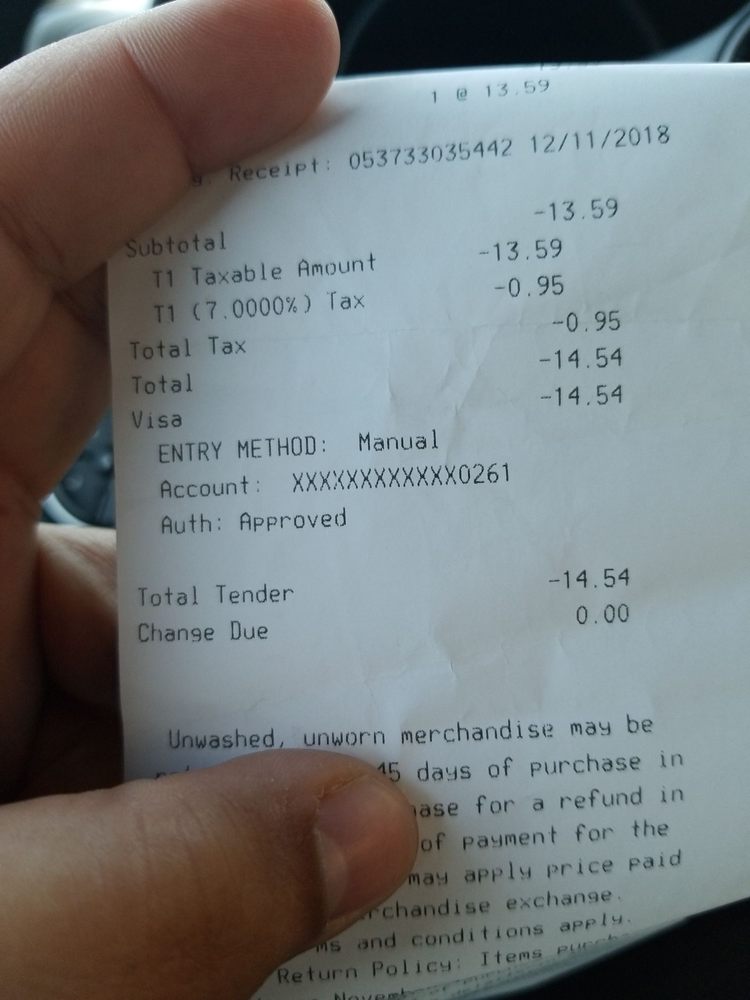 1 @ 13.59
g. Receipt: 053733035442 12/11/2018
Subtotal -13.59
T1 Taxable Amount -13.59
T1 (7.0000%) Tax -0.95
Total Tax -0.95
Total -14.54
Visa -14.54
ENTRY METHOD: Manual
Account: XXXXXXXXXXXX0261
Auth: Approved
Total Tender -14.54
Change Due 0.00
Unwashed, unworn merchandise may be
45 days of purchase in
for a refund in
of payment for the
may apply price paid
exchange.
and conditions apply.
Return Policy: Items